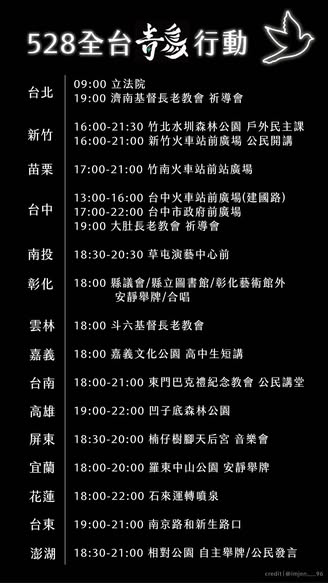 528全台青鳥行動
台北
09:00 立法院
19:00 濟南基督長老教會 祈導會
新竹
16:00-21:30 竹北水圳森林公園 戶外民主課
16:00-21:00 新竹火車站前廣場 公民開講
苗栗
17:00-21:00 竹南火車站前站廣場
台中
13:00-16:00 台中火車站前廣場(建國路)
17:00-22:00 台中市政府前廣場
19:00 大肚長老教會 祈導會
南投
18:30-20:30 草屯演藝中心前
彰化
18:00 縣議會/縣立圖書館/彰化藝術館外
安靜舉牌/合唱
雲林
18:00 斗六基督長老教會
嘉義
18:00 嘉義文化公園 高中生短講
台南
18:00-21:00 東門巴克禮紀念教會 公民講堂
高雄
19:00-22:00 凹子底森林公園
屏東
18:30-20:00 楠仔樹腳天后宮 音樂會
宜蘭
18:00-20:00 羅東中山公園 安靜舉牌
花蓮
18:00-22:00 石來運轉噴泉
台東
19:00-21:00 南京路和新生路口
澎湖
18:30-21:00 相對公園 自主舉牌/公民發言